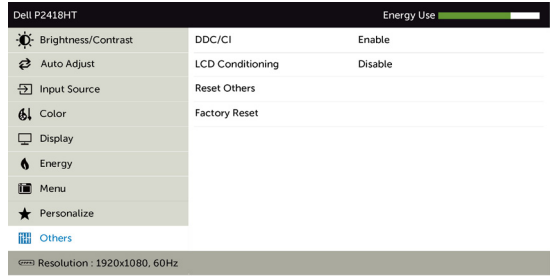 Dell P2418HT Energy Use
Brightness/Contrast DDC/CI Enable
Auto Adjust LCD Conditioning Disable
Input Source Reset Others
Color Factory Reset
Display
Energy
Menu
Personalize
Others
Resolution : 1920x1080, 60Hz